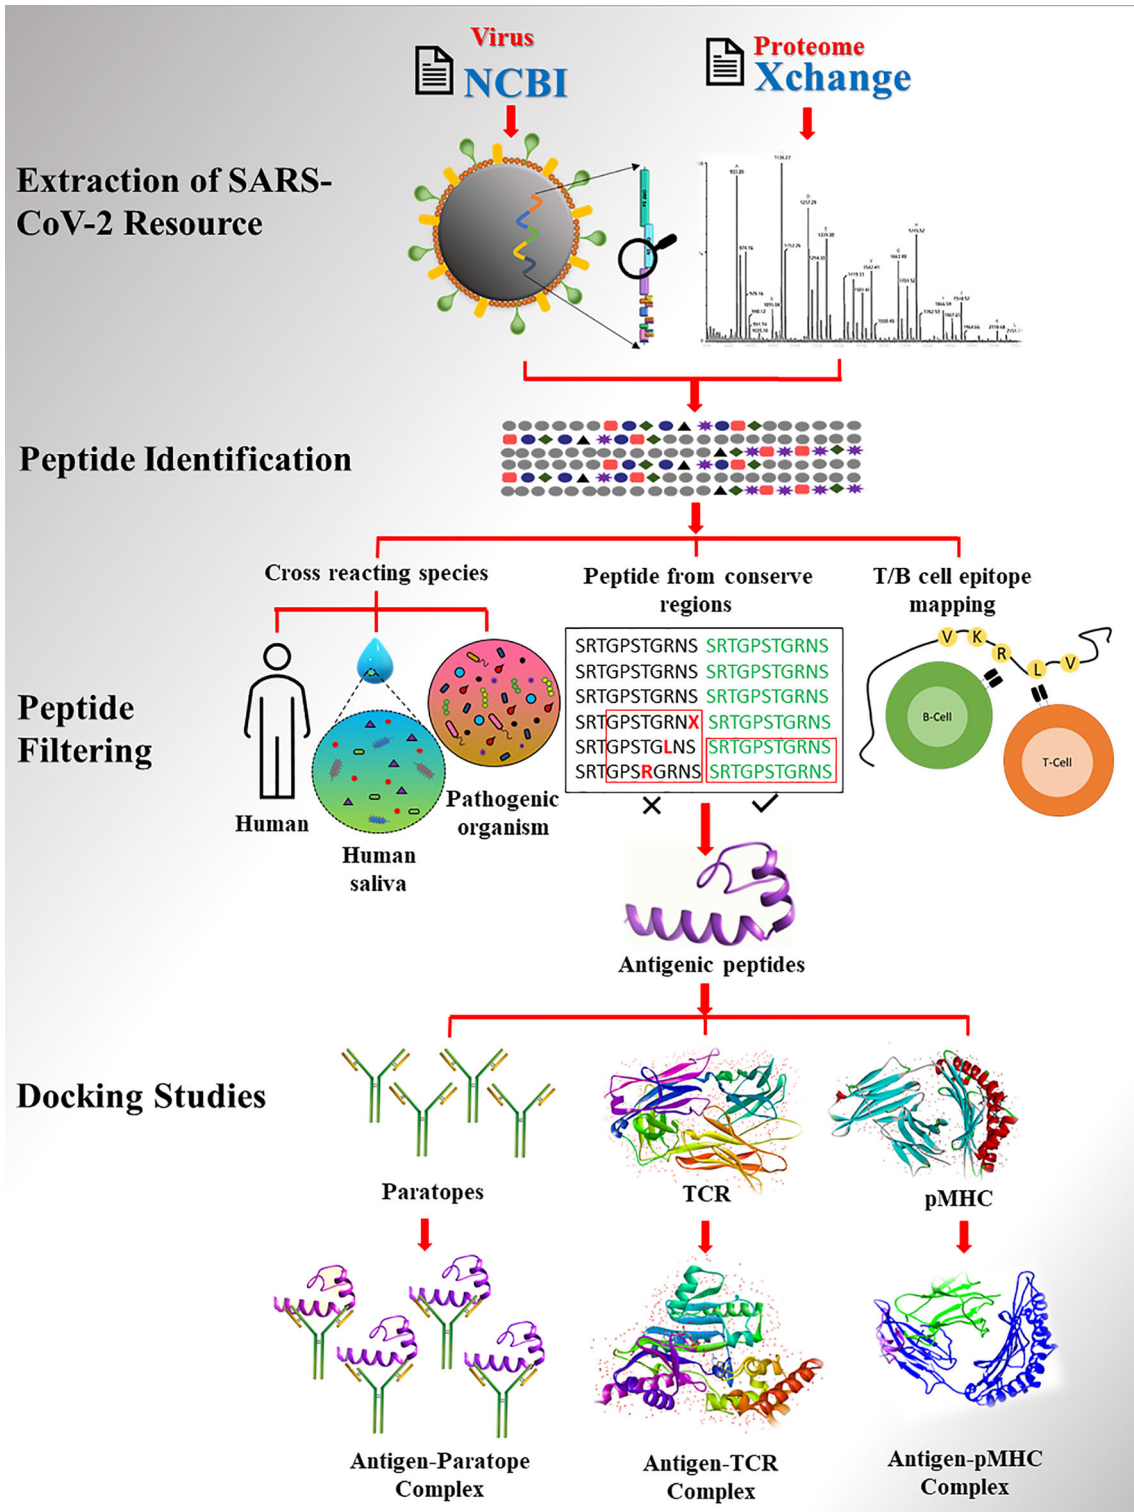 Virus
NCBI
Proteome
Xchange
Extraction of SARS-
CoV-2 Resource
Peptide Identification
Cross reacting species
Peptide from conserve
regions
T/B cell epitope
mapping
Peptide
Filtering
SRTGPSTGRNS SRTGPSTGRNS
SRTGPSTGRNS SRTGPSTGRNS
SRTGPSTGRNS SRTGPSTGRNS
SRTGPSTGRNX SRTGPSTGRNS
SRTGPSTGLNS SRTGPSTGRNS
SRTGPSRGRNS SRTGPSTGRNS
V K R L V
B-Cell
T-Cell
Human
Human
saliva
Pathogenic
organism
Antigenic peptides
Docking Studies
Paratopes
TCR
pMHC
Antigen-Paratope
Complex
Antigen-TCR
Complex
Antigen-pMHC
Complex